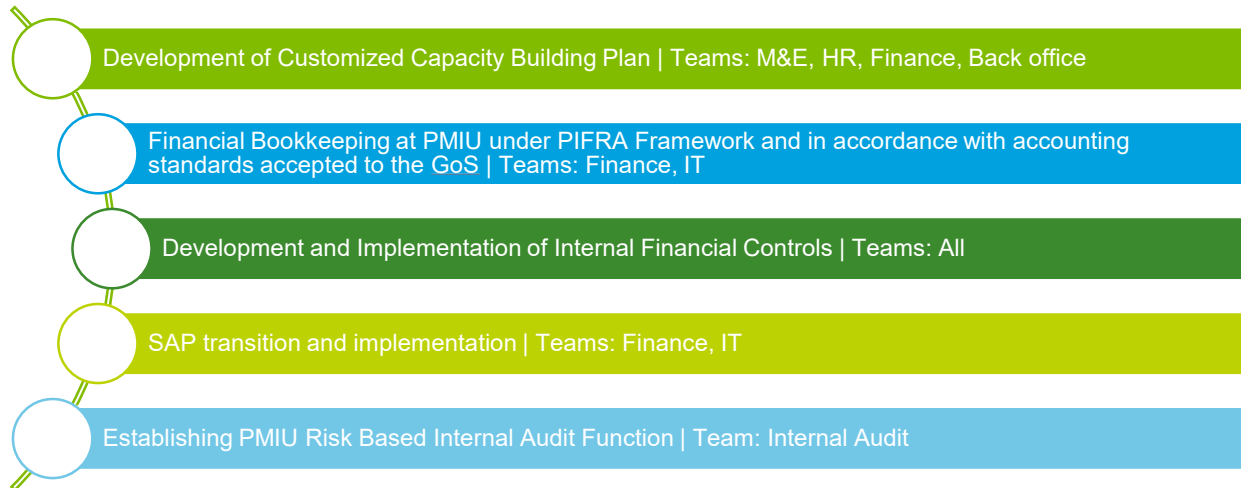 Development of Customized Capacity Building Plan | Teams: M&E, HR, Finance, Back office
Financial Bookkeeping at PMIU under PIFRA Framework and in accordance with accounting
standards accepted to the GoS | Teams: Finance, IT
Development and Implementation of Internal Financial Controls | Teams: All
SAP transition and implementation | Teams: Finance, IT
Establishing PMIU Risk Based Internal Audit Function | Team: Internal Audit